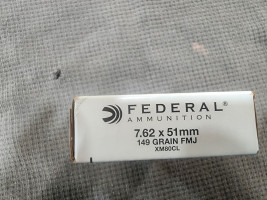 FEDERAL®
AMMUNITION
7.62 x 51mm
149 GRAIN FMJ
XM80CL